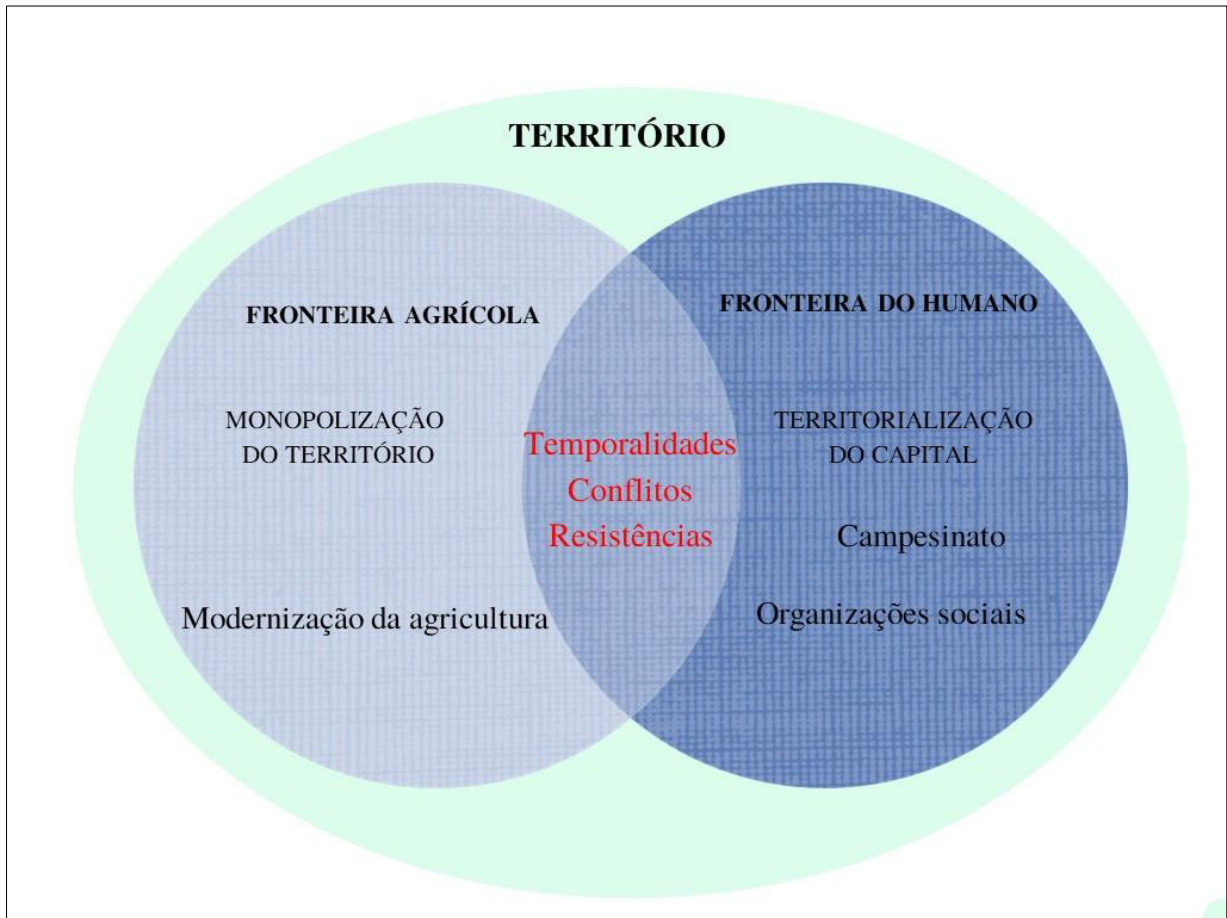 TERRITÓRIO
FRONTEIRA AGRÍCOLA
MONOPOLIZAÇÃO
DO TERRITÓRIO
Modernização da agricultura
Temporalidades
Conflitos
Resistências
FRONTEIRA DO HUMANO
TERRITORIALIZAÇÃO
DO CAPITAL
Campesinato
Organizações sociais